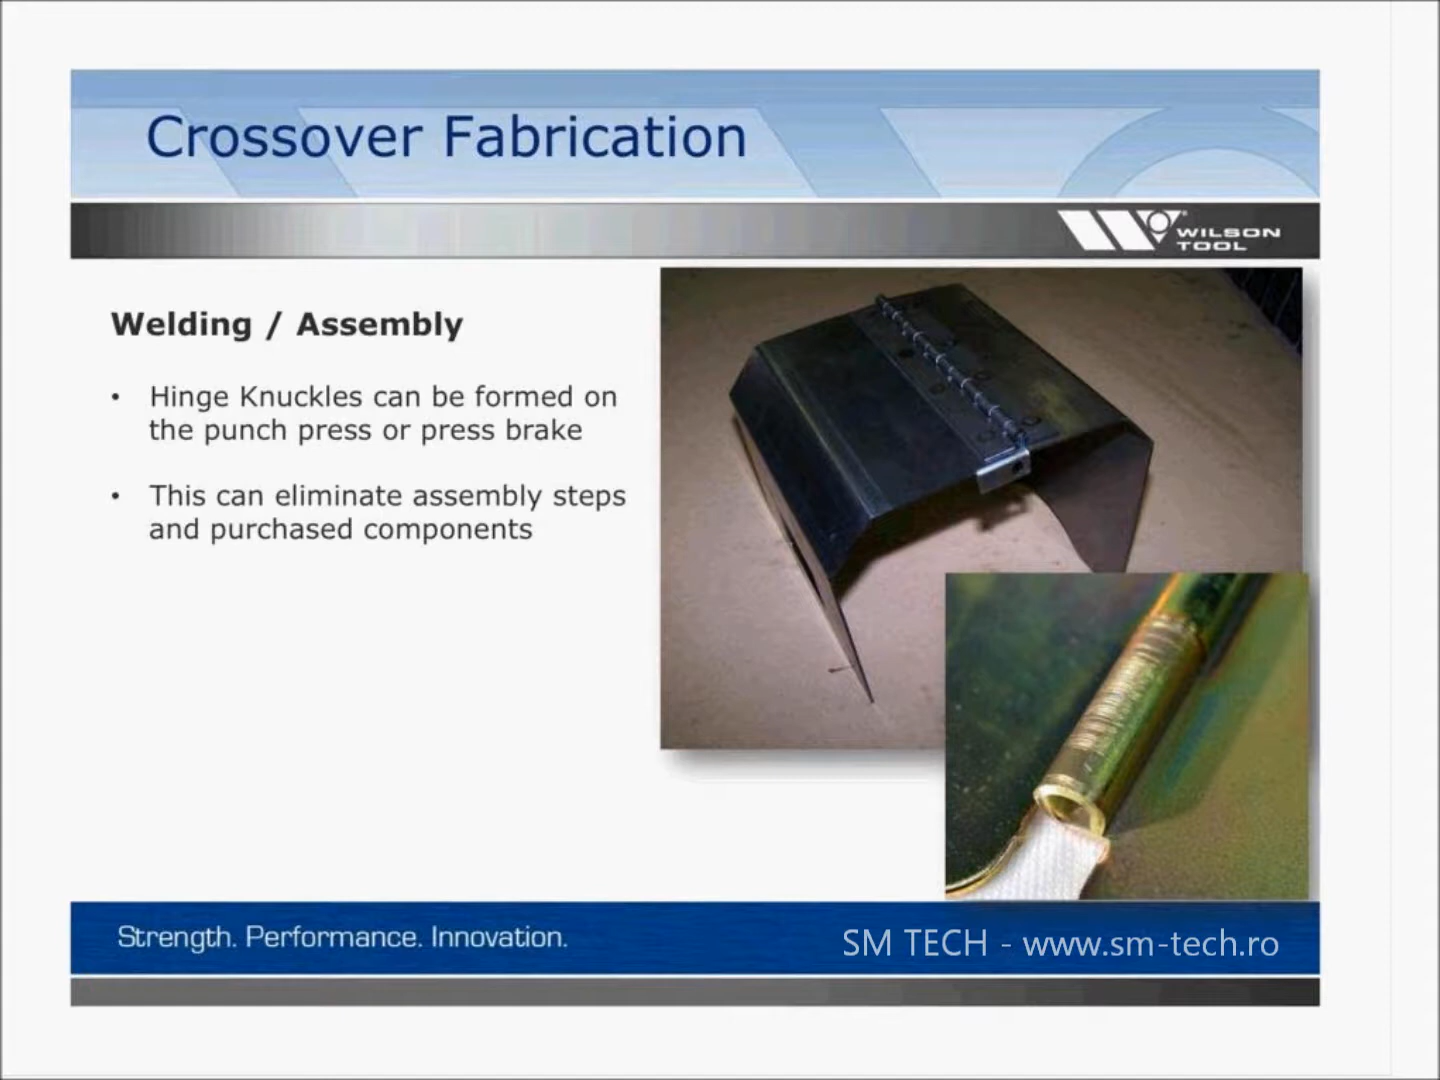 Crossover Fabrication
WILSON
TOOL
Welding / Assembly
• Hinge Knuckles can be formed on
the punch press or press brake
• This can eliminate assembly steps
and purchased components
Strength. Performance. Innovation.
SM TECH - www.sm-tech.ro